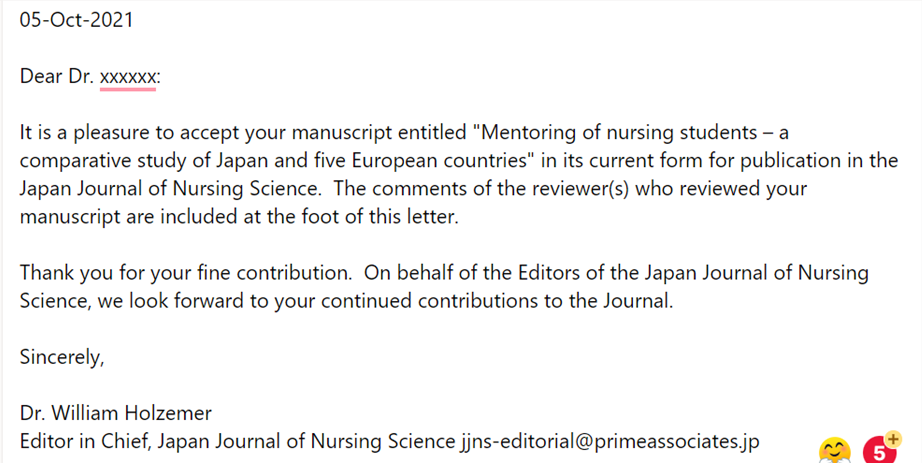 05-Oct-2021
Dear Dr. xxxxxx:
It is a pleasure to accept your manuscript entitled "Mentoring of nursing students – a
comparative study of Japan and five European countries" in its current form for publication in the
Japan Journal of Nursing Science.  The comments of the reviewer(s) who reviewed your
manuscript are included at the foot of this letter.
Thank you for your fine contribution.  On behalf of the Editors of the Japan Journal of Nursing
Science, we look forward to your continued contributions to the Journal.
Sincerely,
Dr. William Holzemer
Editor in Chief, Japan Journal of Nursing Science jjns-editorial@primeassociates.jp
5
+